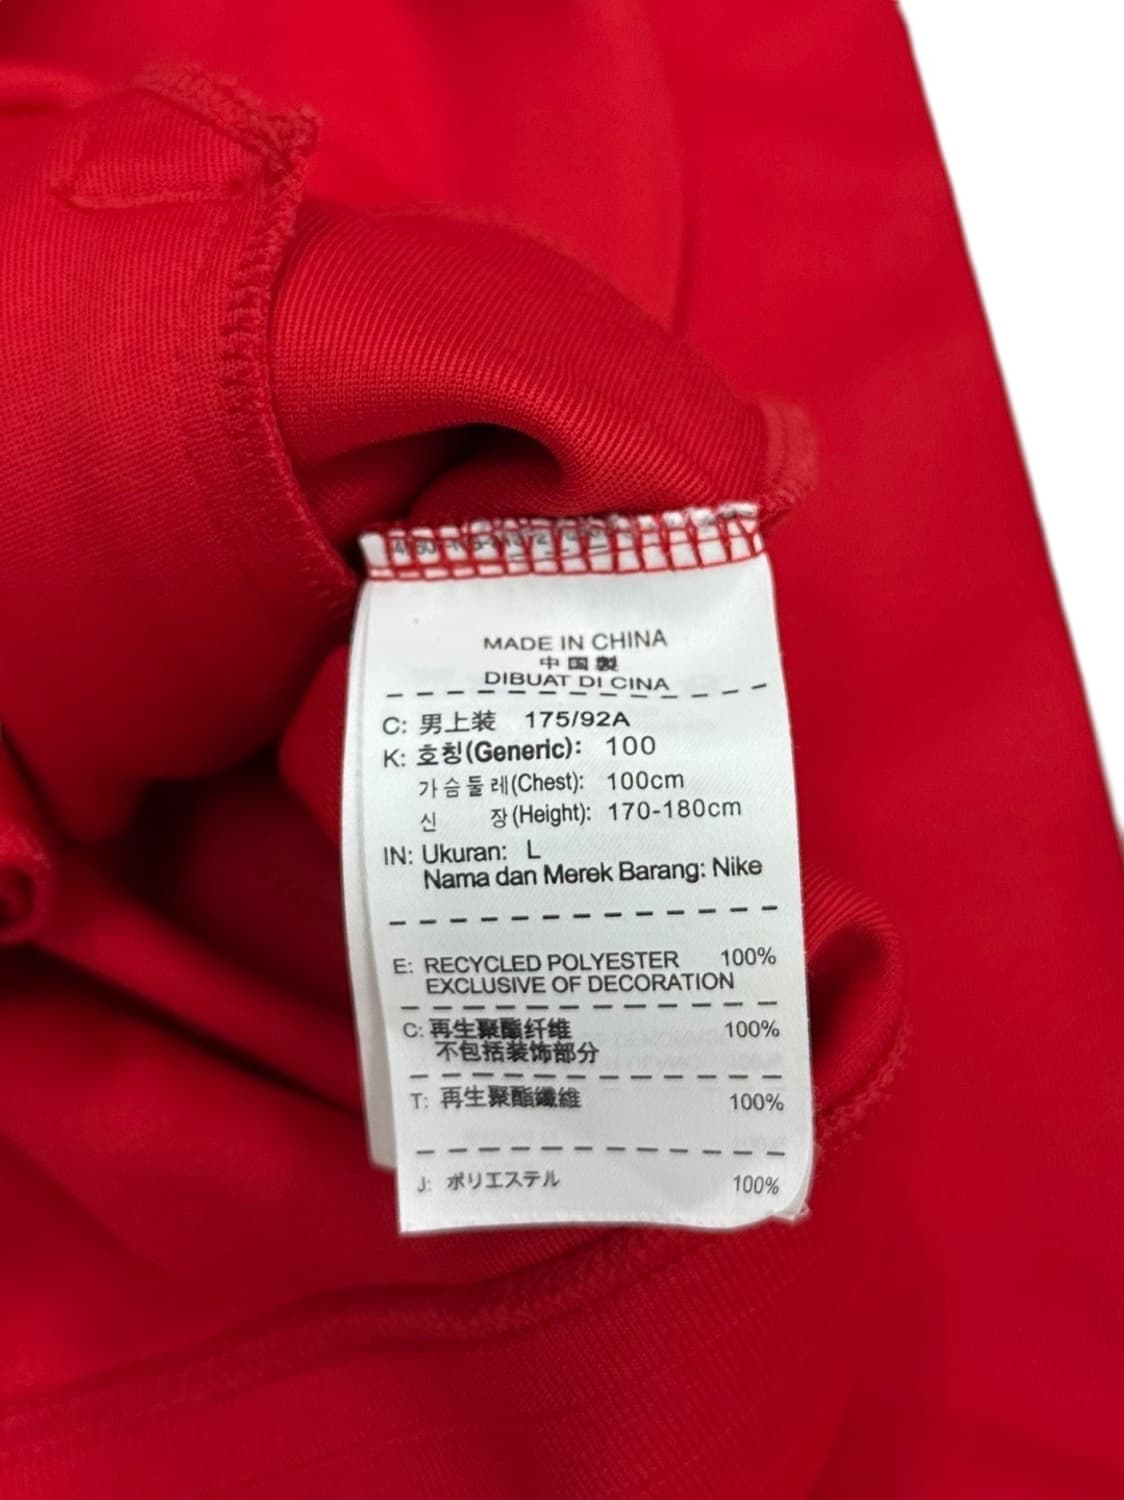 MADE IN CHINA
中国製
DIBUAT DI CINA
C: 男上装 175/92A
K: 호칭(Generic): 100
가슴둘레(Chest): 100cm
신 장(Height): 170-180cm
IN: Ukuran: L
Nama dan Merek Barang: Nike
E: RECYCLED POLYESTER 100%
EXCLUSIVE OF DECORATION
C: 再生聚酯纤维 100%
不包括装饰部分
T: 再生聚酯纖維 100%
J: ポリエステル 100%